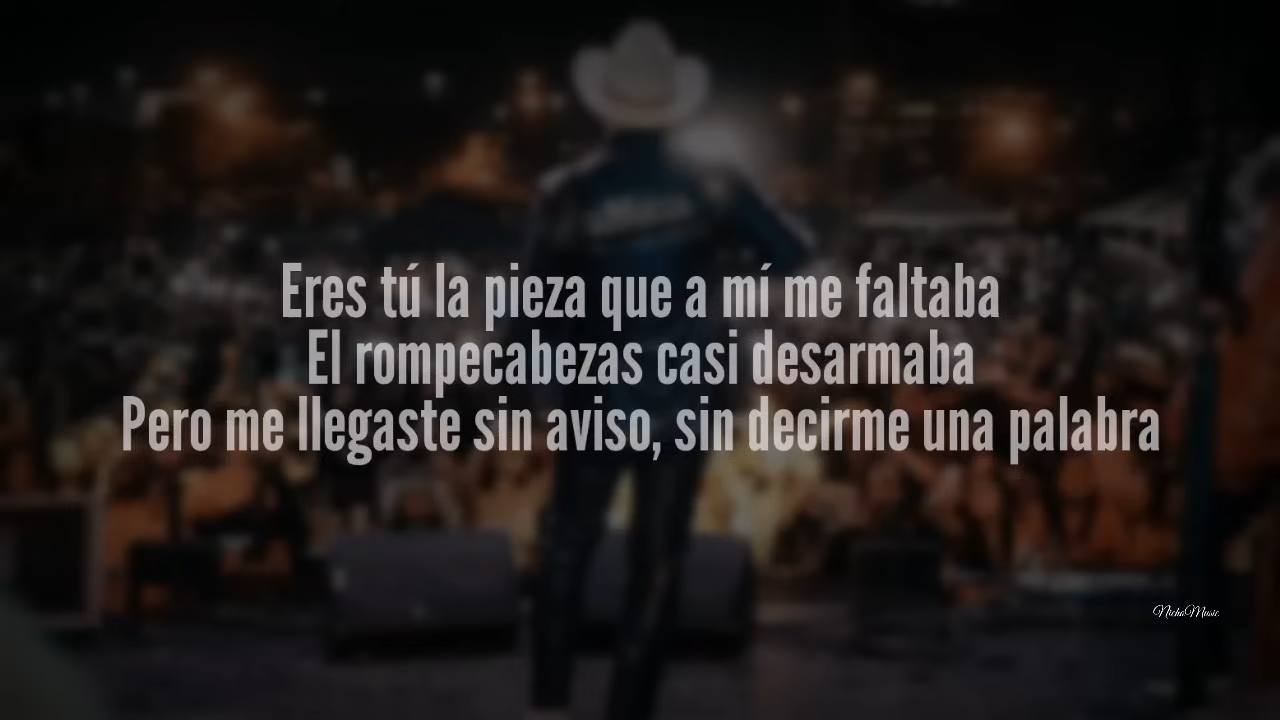 Eres tú la pieza que a mí me faltaba
El rompecabezas casi desarmaba
Pero me llegaste sin aviso, sin decirme una palabra
NichoMusic